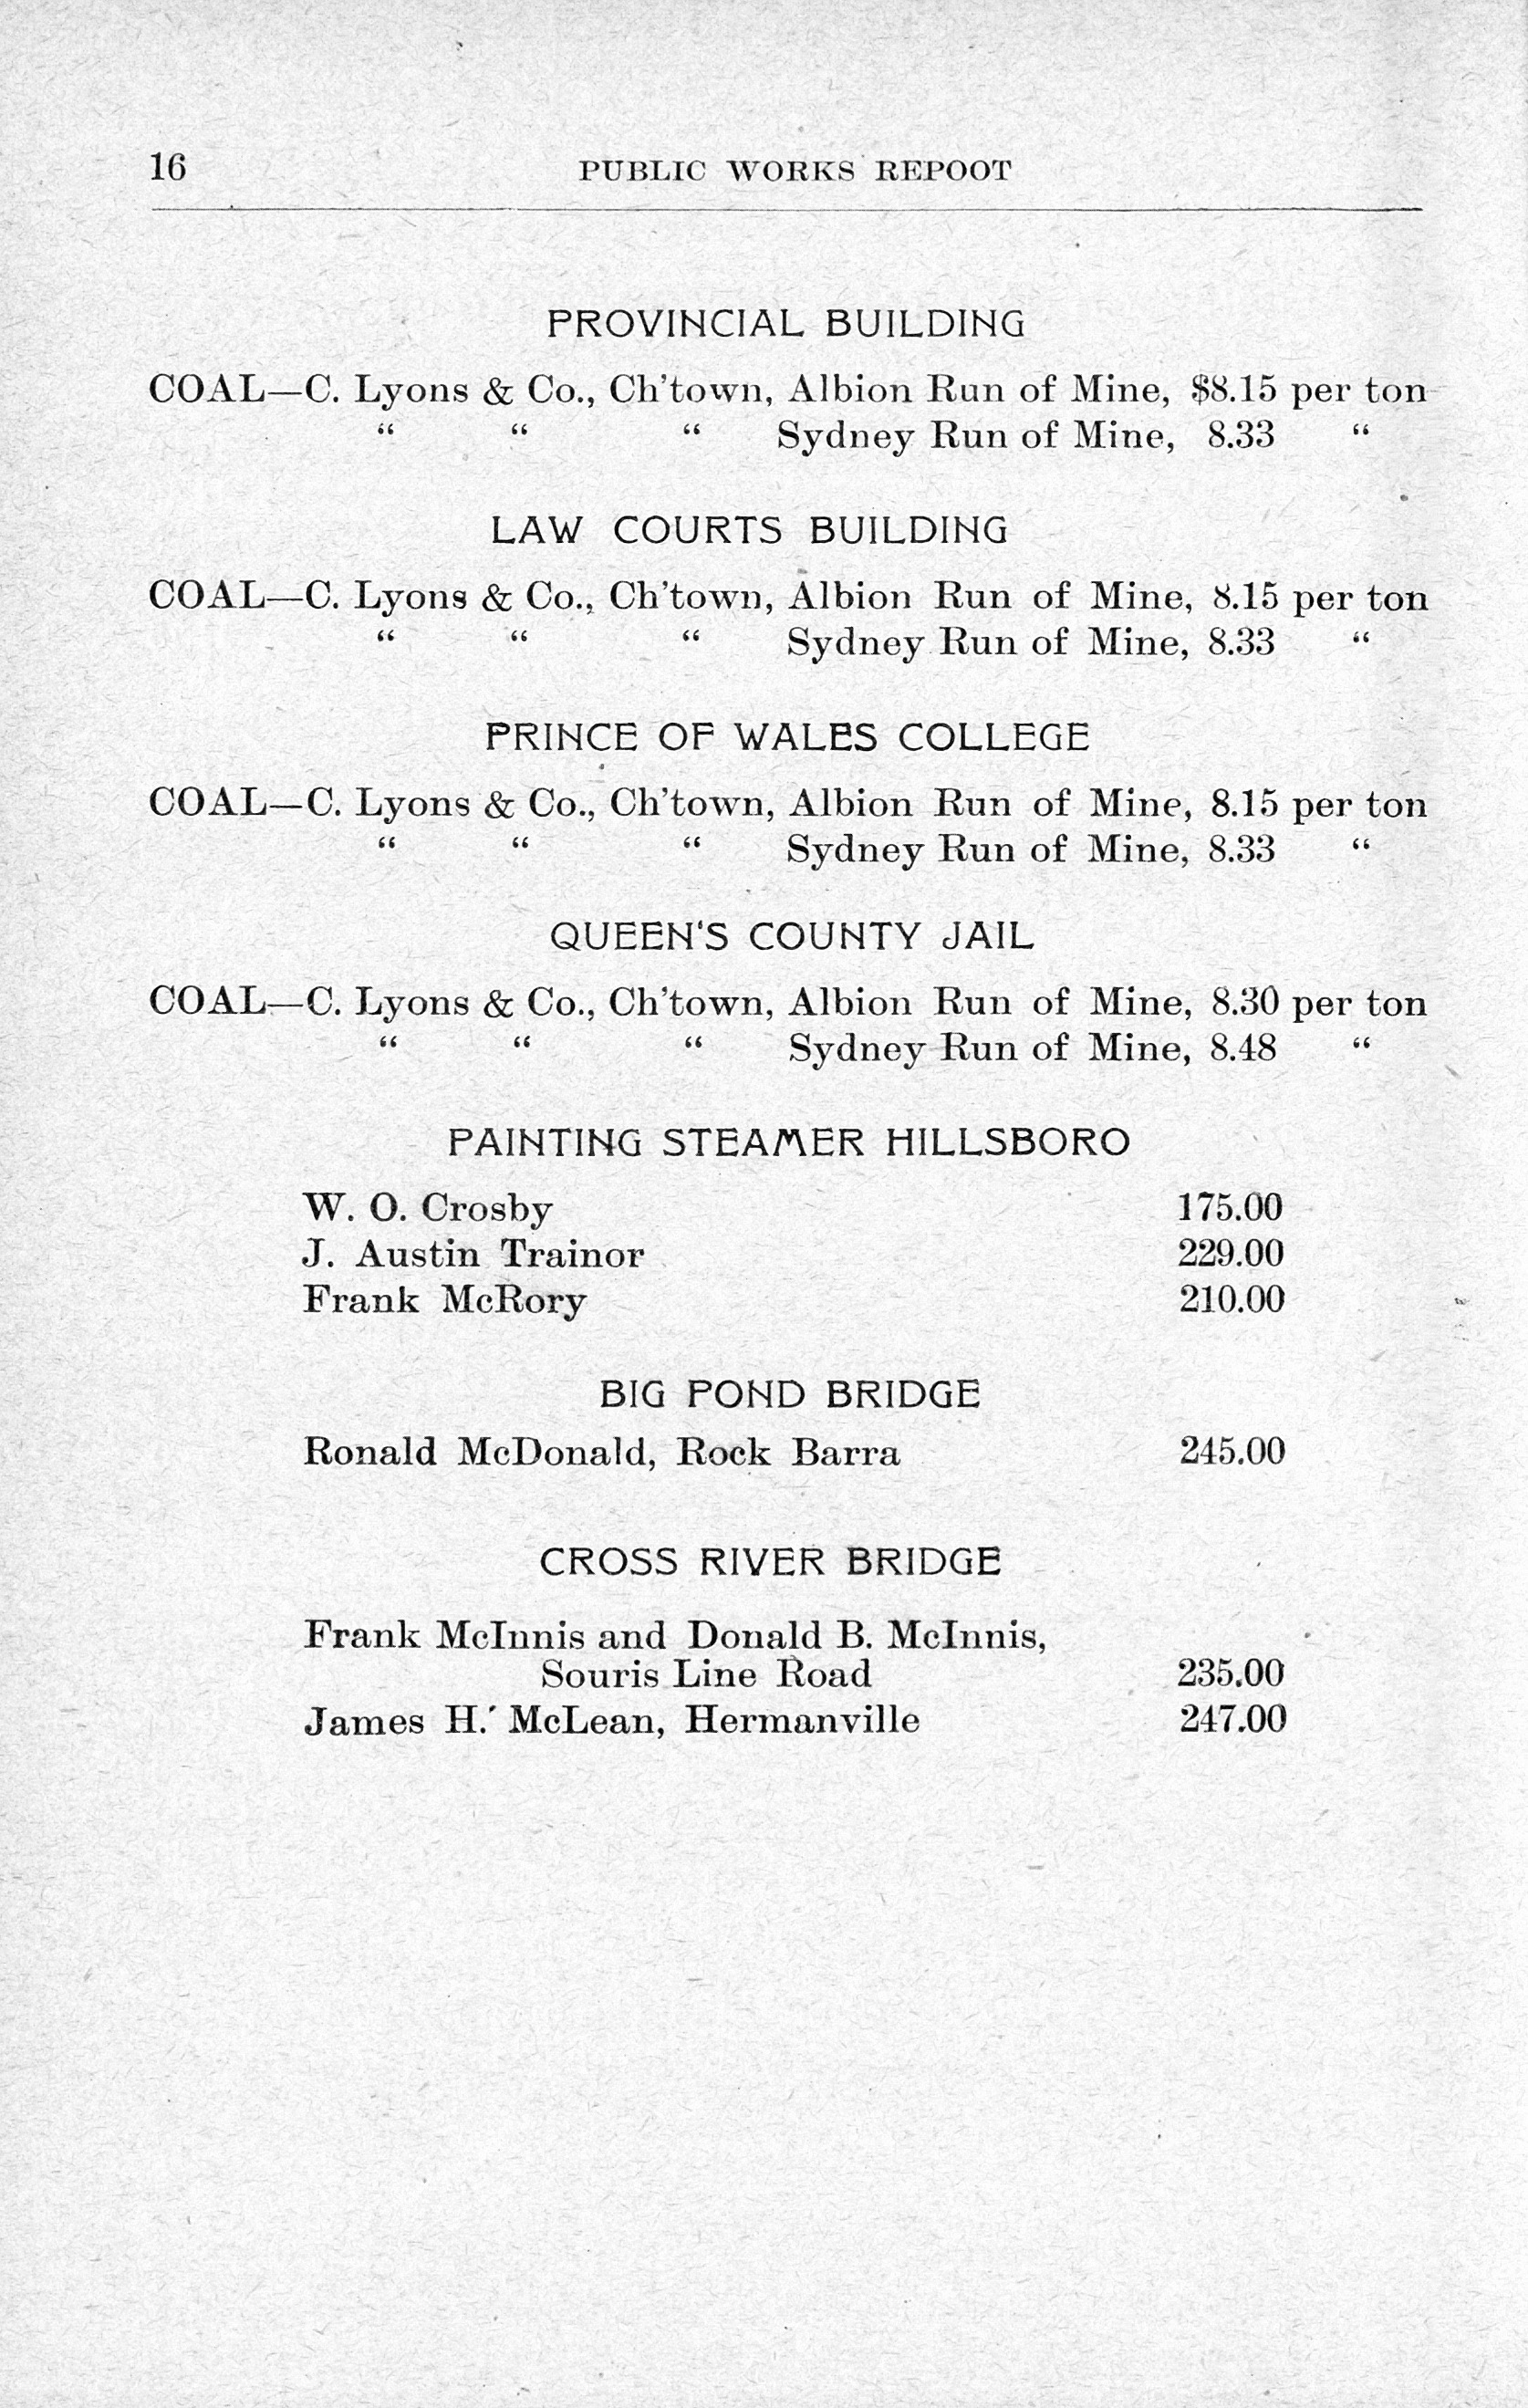 16 PUBLIC WORKS REPOOT
PROVINCIAL BUILDING
COAL—C. Lyons & Co., Ch'town, Albion Run of Mine, $8.15 per ton
“ “ “ Sydney Run of Mine, 8.33 “
LAW COURTS BUILDING
COAL—C. Lyons & Co., Ch'town, Albion Run of Mine, 8.15 per ton
“ “ “ Sydney Run of Mine, 8.33 “
PRINCE OF WALES COLLEGE
COAL—C. Lyons & Co., Ch'town, Albion Run of Mine, 8.15 per ton
“ “ “ Sydney Run of Mine, 8.33 “
QUEEN'S COUNTY JAIL
COAL—C. Lyons & Co., Ch'town, Albion Run of Mine, 8.30 per ton
“ “ “ Sydney Run of Mine, 8.48 “
PAINTING STEAMER HILLSBORO
W. O. Crosby 175.00
J. Austin Trainor 229.00
Frank McRory 210.00
BIG POND BRIDGE
Ronald McDonald, Rock Barra 245.00
CROSS RIVER BRIDGE
Frank McInnis and Donald B. McInnis,
Souris Line Road 235.00
James H. McLean, Hermanville 247.00